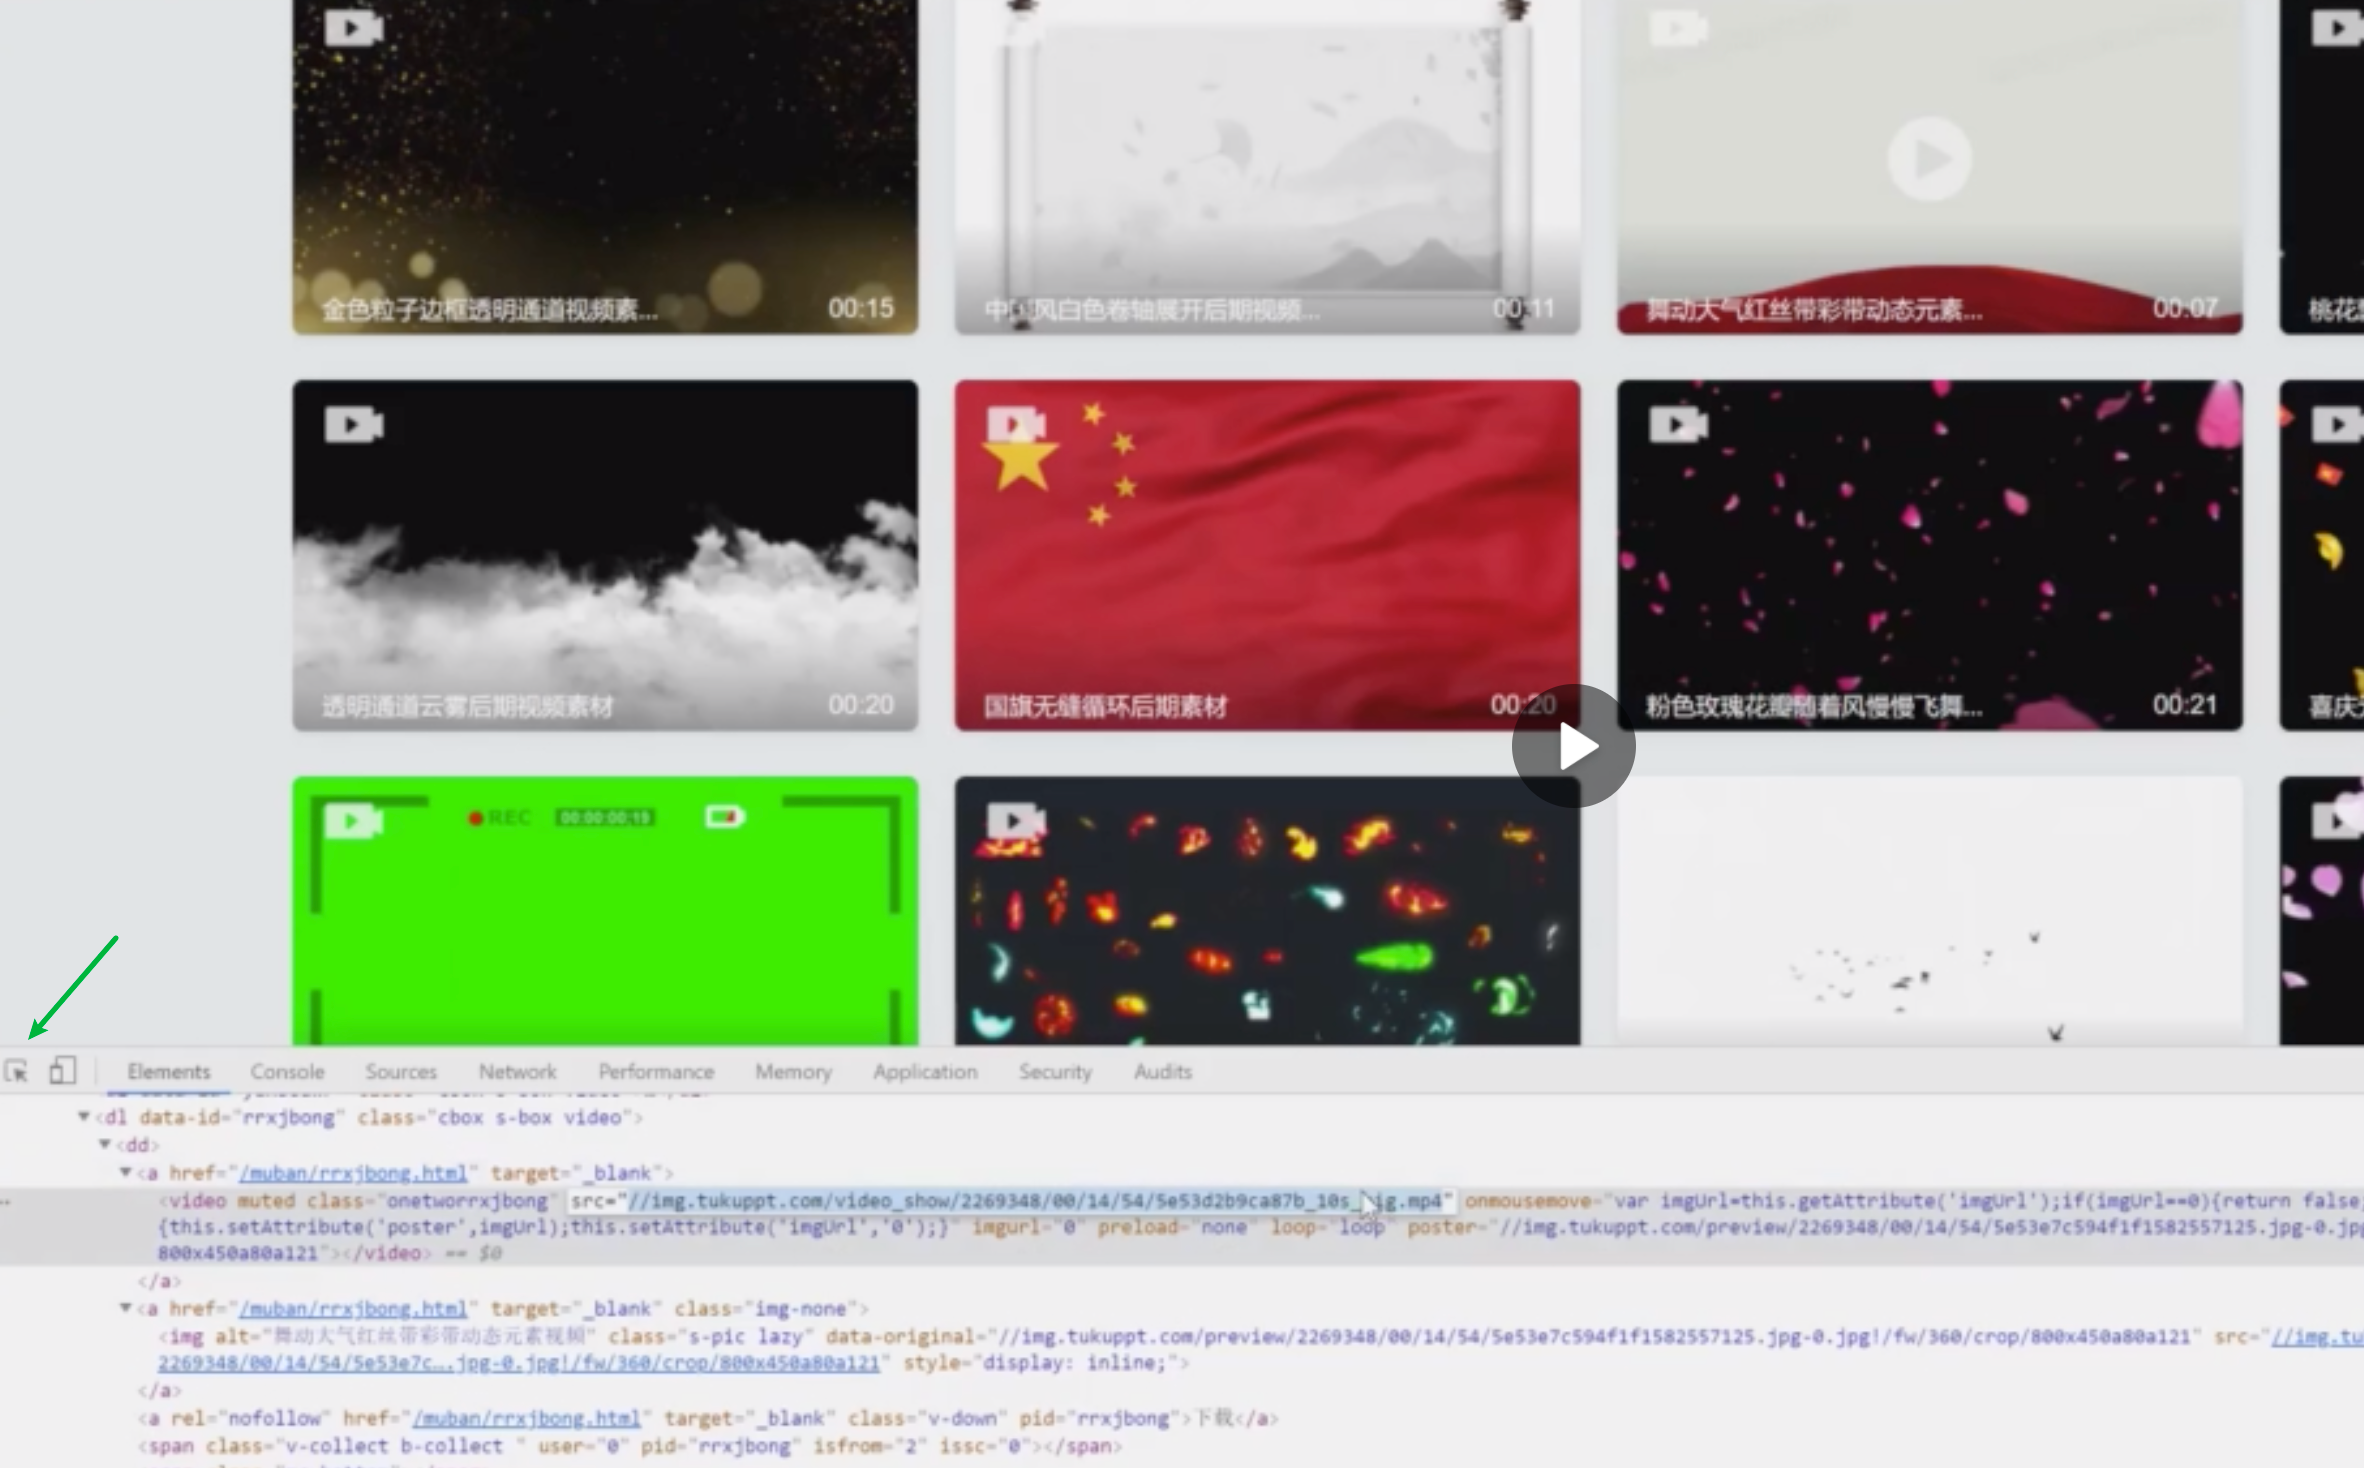 金色粒子边框透明通道视频素... 00:15
中国风白色卷轴展开后期视频... 00:11
舞动大气红丝带彩带动态元素... 00:07
桃花
透明通道云雾后期视频素材 00:20
国旗无缝循环后期素材 00:20
粉色玫瑰花瓣随着风慢慢飞舞... 00:21
喜庆
REC 00:00:00:15
Elements Console Sources Network Performance Memory Application Security Audits
<dl data-id="rrxjbong" class="cbox s-box video">
<dd>
<a href="/muban/rrxjbong.html" target="_blank">
<video muted class="onetworrxjbong" src="//img.tukuppt.com/video_show/2269348/00/14/54/5e53d2b9ca87b_10s_big.mp4" onmousemove="var imgUrl=this.getAttribute('imgUrl');if(imgUrl==0){return false;
{this.setAttribute('poster',imgUrl);this.setAttribute('imgUrl','0');}" imgurl="0" preload="none" loop="loop" poster="//img.tukuppt.com/preview/2269348/00/14/54/5e53e7c594f1f1582557125.jpg-0.jpg
800x450a80a121"></video> == $0
</a>
<a href="/muban/rrxjbong.html" target="_blank" class="img-none">
<img alt="舞动大气红丝带彩带动态元素视频" class="s-pic lazy" data-original="//img.tukuppt.com/preview/2269348/00/14/54/5e53e7c594f1f1582557125.jpg-0.jpg!/fw/360/crop/800x450a80a121" src="//img.tu
2269348/00/14/54/5e53e7c….jpg-0.jpg!/fw/360/crop/800x450a80a121" style="display: inline;">
</a>
<a rel="nofollow" href="/muban/rrxjbong.html" target="_blank" class="v-down" pid="rrxjbong">下载</a>
<span class="v-collect b-collect " user="0" pid="rrxjbong" isfrom="2" issc="0"></span>